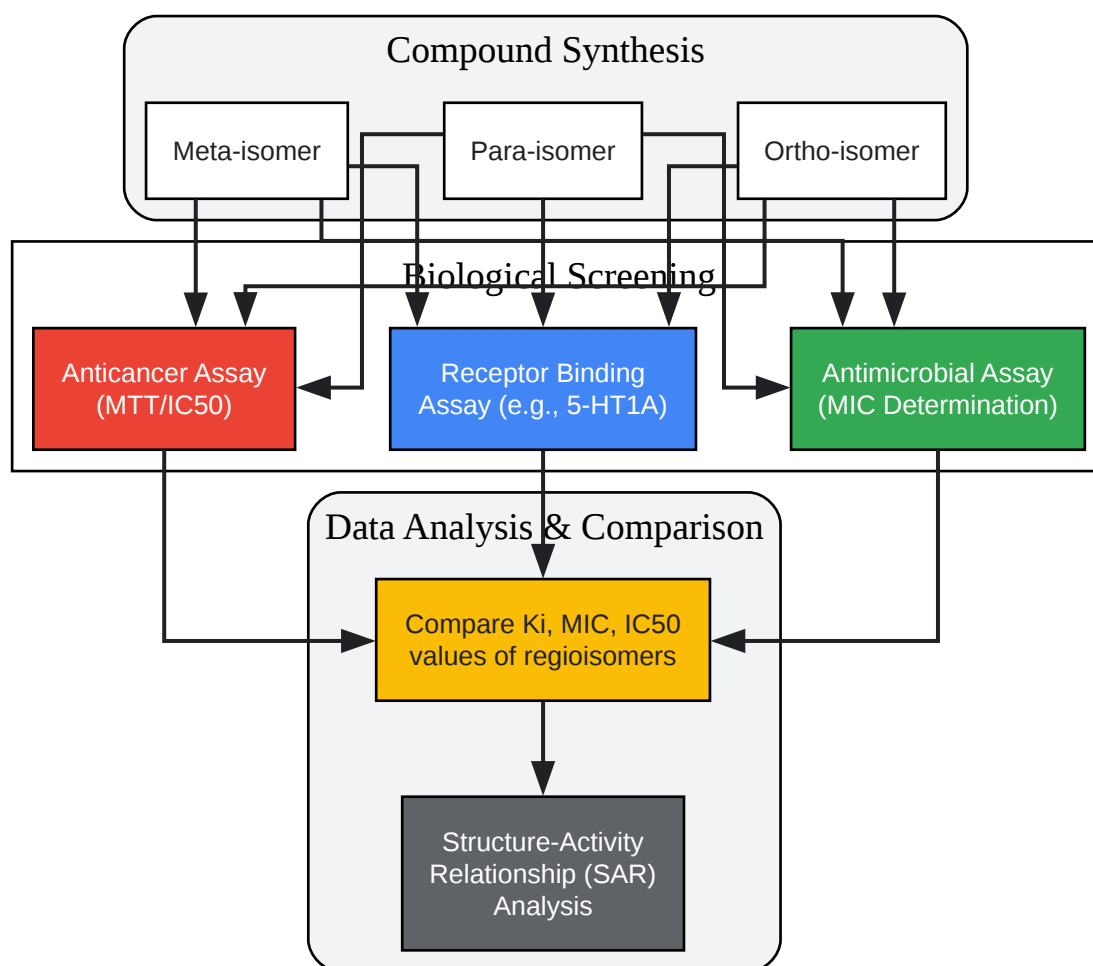 Compound Synthesis
Meta-isomer
Para-isomer
Ortho-isomer
Biological Screening
Anticancer Assay
(MTT/IC50)
Receptor Binding
Assay (e.g., 5-HT1A)
Antimicrobial Assay
(MIC Determination)
Data Analysis & Comparison
Compare Ki, MIC, IC50
values of regioisomers
Structure-Activity
Relationship (SAR)
Analysis